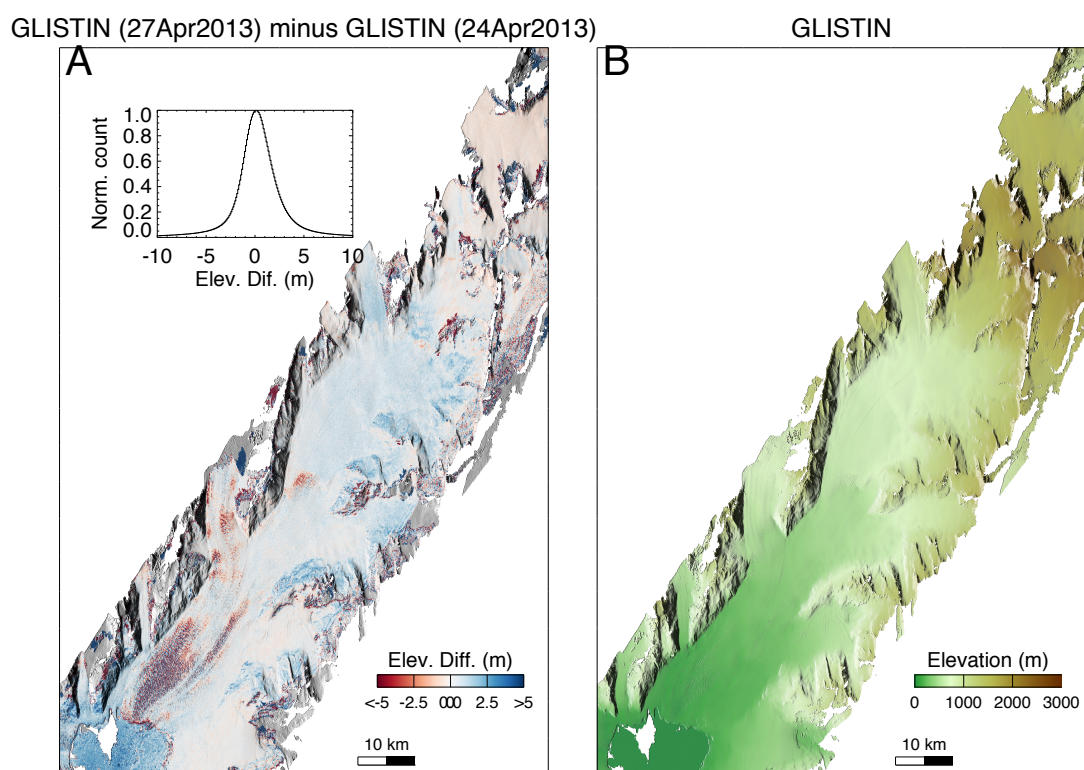 GLISTIN (27Apr2013) minus GLISTIN (24Apr2013)
A
Norm. count
1.0
0.8
0.6
0.4
0.2
0.0
-10 -5 0 5 10
Elev. Dif. (m)
Elev. Diff. (m)
<-5 -2.5 00 2.5 >5
10 km
GLISTIN
B
Elevation (m)
0 1000 2000 3000
10 km